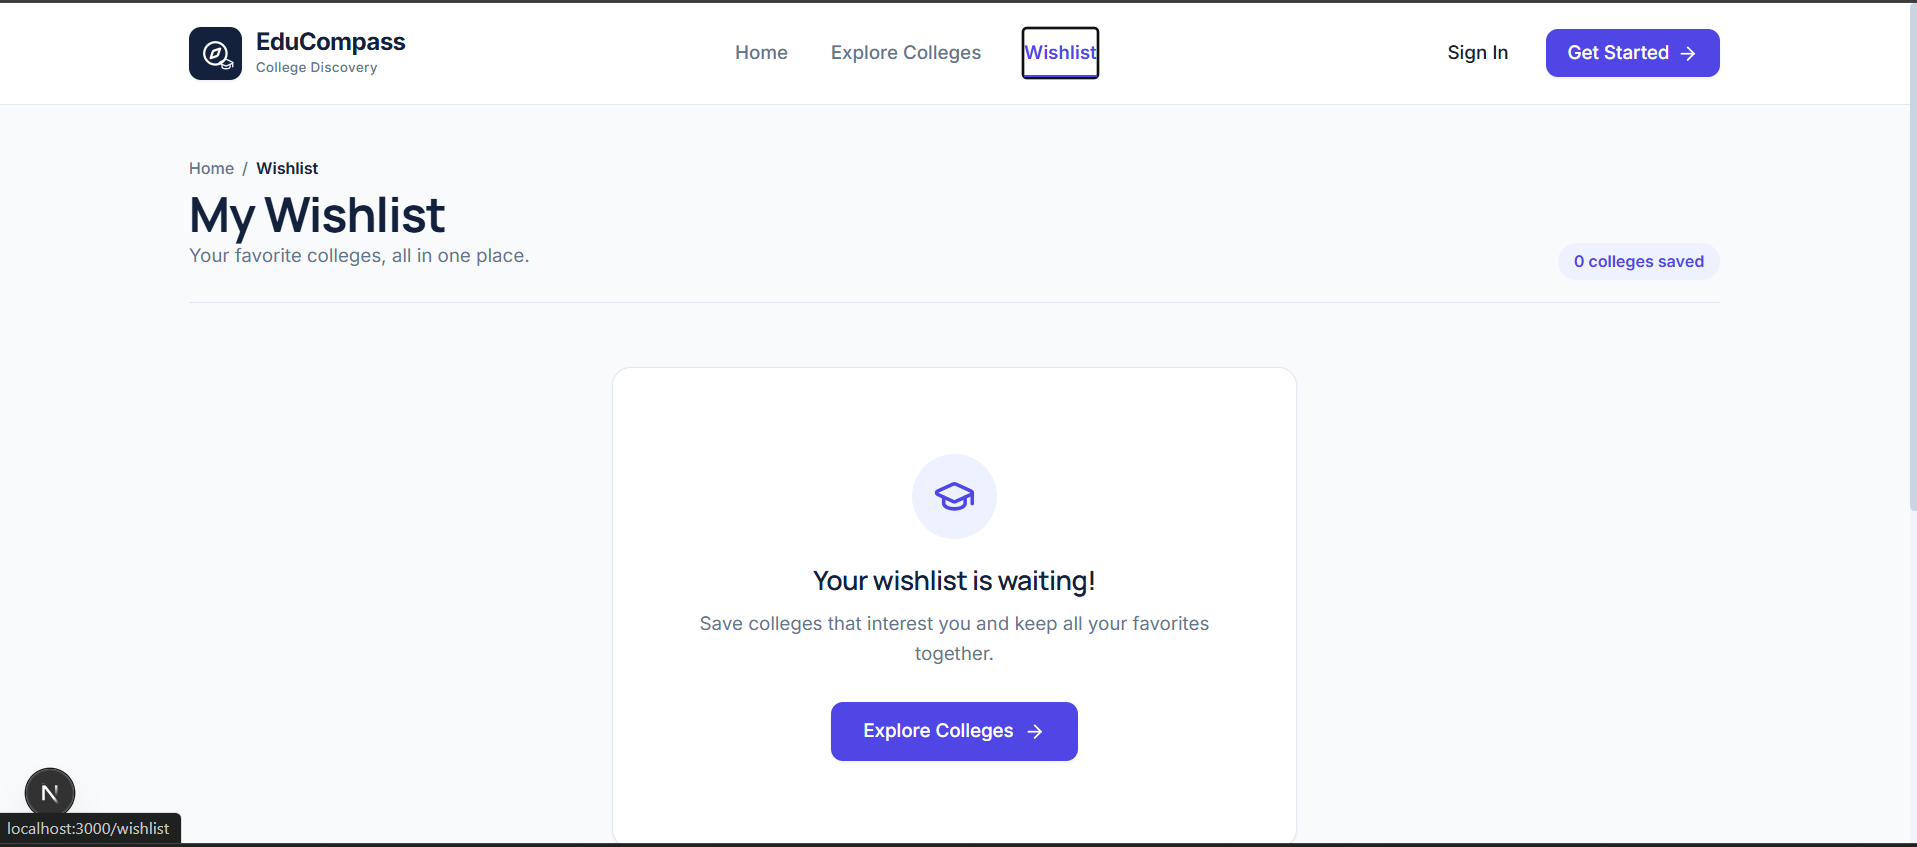 EduCompass
College Discovery
Home
Explore Colleges
Wishlist
Sign In
Get Started
Home / Wishlist
My Wishlist
Your favorite colleges, all in one place.
0 colleges saved
Your wishlist is waiting!
Save colleges that interest you and keep all your favorites
together.
Explore Colleges
N
localhost:3000/wishlist